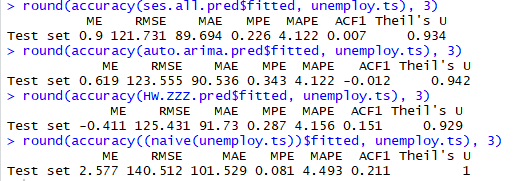 > round(accuracy(ses.all.pred$fitted, unemploy.ts), 3)
ME RMSE MAE MPE MAPE ACF1 Theil's U
Test set 0.9 121.731 89.694 0.226 4.122 0.007 0.934
> round(accuracy(auto.arima.pred$fitted, unemploy.ts), 3)
ME RMSE MAE MPE MAPE ACF1 Theil's U
Test set 0.619 123.555 90.536 0.343 4.122 -0.012 0.942
> round(accuracy(HW.ZZZ.pred$fitted, unemploy.ts), 3)
ME RMSE MAE MPE MAPE ACF1 Theil's U
Test set -0.411 125.431 91.73 0.287 4.156 0.151 0.929
> round(accuracy((naive(unemploy.ts))$fitted, unemploy.ts), 3)
ME RMSE MAE MPE MAPE ACF1 Theil's U
Test set 2.577 140.512 101.529 0.081 4.493 0.211 1